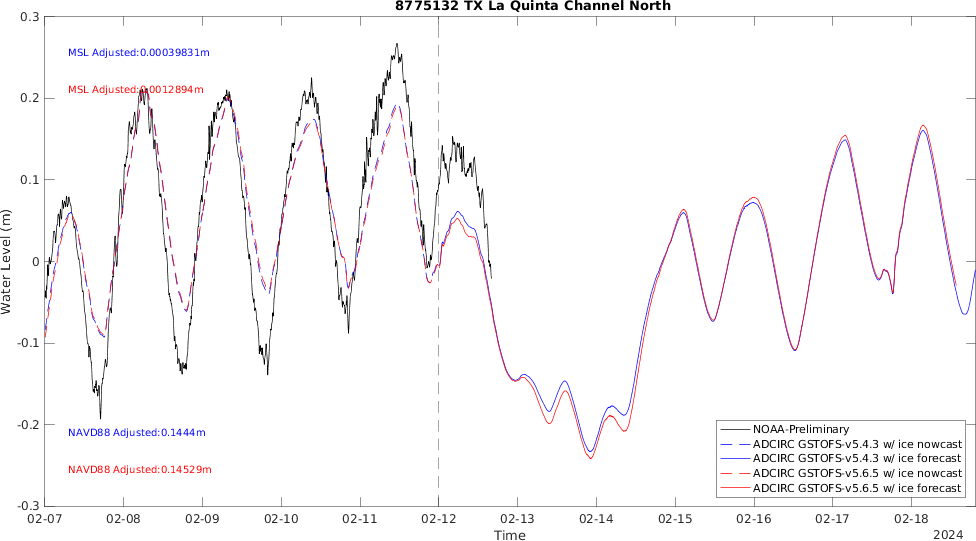 8775132 TX La Quinta Channel North
0.3
MSL Adjusted:0.00039831m
MSL Adjusted:0.0012894m
0.2
0.1
0
-0.1
-0.2
-0.3
Water Level (m)
NAVD88 Adjusted:0.1444m
NAVD88 Adjusted:0.14529m
NOAA-Preliminary
ADCIRC GSTOFS-v5.4.3 w/ ice nowcast
ADCIRC GSTOFS-v5.4.3 w/ ice forecast
ADCIRC GSTOFS-v5.6.5 w/ ice nowcast
ADCIRC GSTOFS-v5.6.5 w/ ice forecast
02-07 02-08 02-09 02-10 02-11 02-12 02-13 02-14 02-15 02-16 02-17 02-18
Time
2024